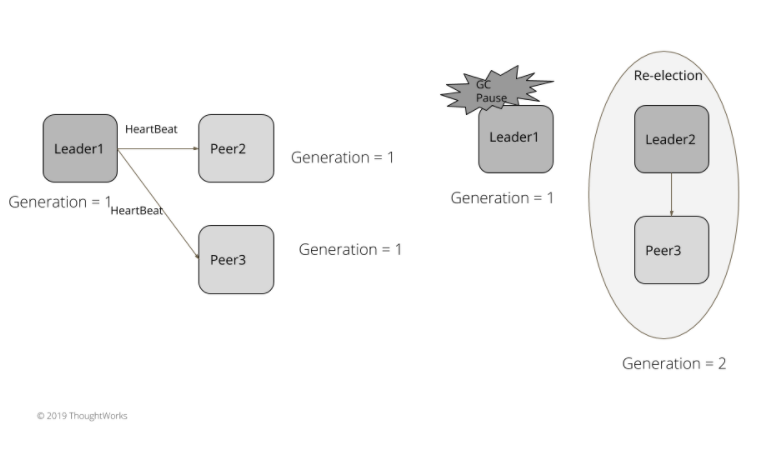 HeartBeat
Leader1
Peer2
Generation = 1
Generation = 1
HeartBeat
Peer3
Generation = 1
GC
Pause
Leader1
Generation = 1
Re-election
Leader2
Peer3
Generation = 2
© 2019 ThoughtWorks